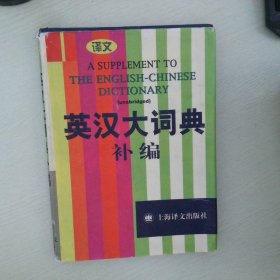 译文
A SUPPLEMENT TO
THE ENGLISH-CHINESE
DICTIONARY
(unabridged)
英汉大词典
补编
上海译文出版社